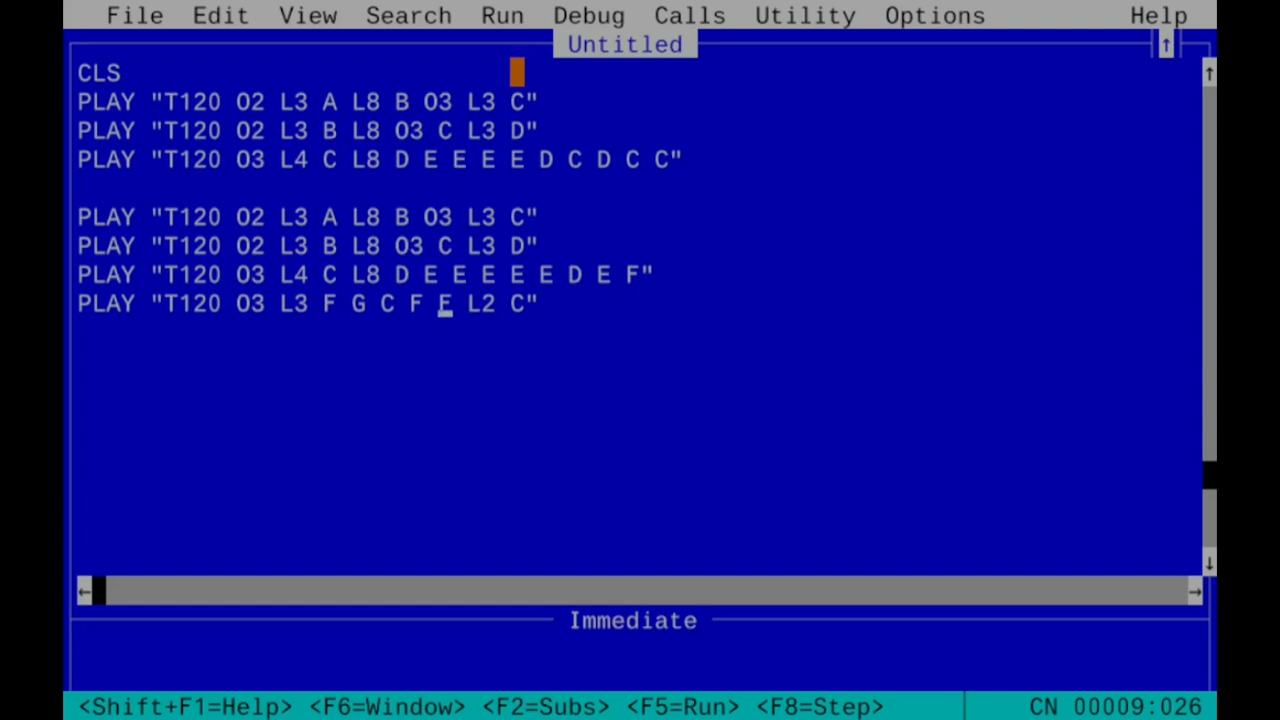 File Edit View Search Run Debug Calls Utility Options Help
Untitled
CLS
PLAY "T120 O2 L3 A L8 B O3 L3 C"
PLAY "T120 O2 L3 B L8 O3 C L3 D"
PLAY "T120 O3 L4 C L8 D E E E E D C D C C"
PLAY "T120 O2 L3 A L8 B O3 L3 C"
PLAY "T120 O2 L3 B L8 O3 C L3 D"
PLAY "T120 O3 L4 C L8 D E E E E E D E F"
PLAY "T120 O3 L3 F G C F E L2 C"
Immediate
<Shift+F1=Help> <F6=Window> <F2=Subs> <F5=Run> <F8=Step> CN 00009:026